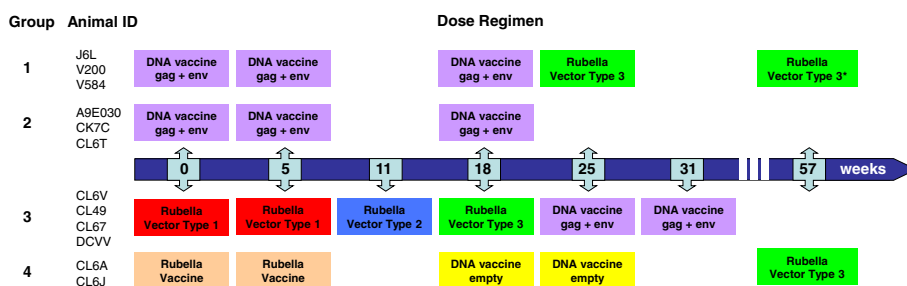 Group Animal ID Dose Regimen
1
J6L
V200
V584
DNA vaccine
gag + env
DNA vaccine
gag + env
DNA vaccine
gag + env
Rubella
Vector Type 3
Rubella
Vector Type 3*
2
A9E030
CK7C
CL6T
DNA vaccine
gag + env
DNA vaccine
gag + env
DNA vaccine
gag + env
0 5 11 18 25 31 57 weeks
3
CL6V
CL49
CL67
DCVV
Rubella
Vector Type 1
Rubella
Vector Type 1
Rubella
Vector Type 2
Rubella
Vector Type 3
DNA vaccine
gag + env
DNA vaccine
gag + env
4
CL6A
CL6J
Rubella
Vaccine
Rubella
Vaccine
DNA vaccine
empty
DNA vaccine
empty
Rubella
Vector Type 3